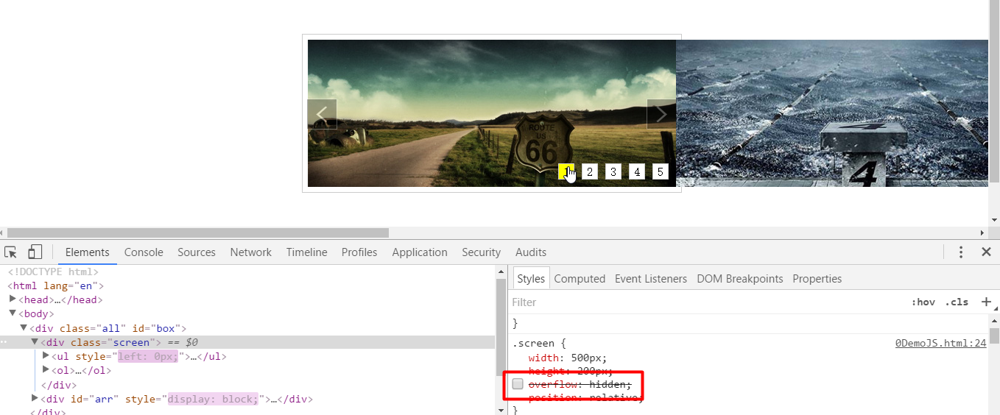 ROUTE
US
66
4
4
1 2 3 4 5
Elements Console Sources Network Timeline Profiles Application Security Audits
<!DOCTYPE html>
<html lang="en">
<head>…</head>
<body>
<div class="all" id="box">
<div class="screen"> == $0
<ul style="left: 0px;">…</ul>
<ol>…</ol>
</div>
<div id="arr" style="display: block;">…</div>
</div>
Styles Computed Event Listeners DOM Breakpoints Properties
Filter :hov .cls +
}
.screen { 0DemoJS.html:24
width: 500px;
height: 200px;
overflow: hidden;
position: relative;
}